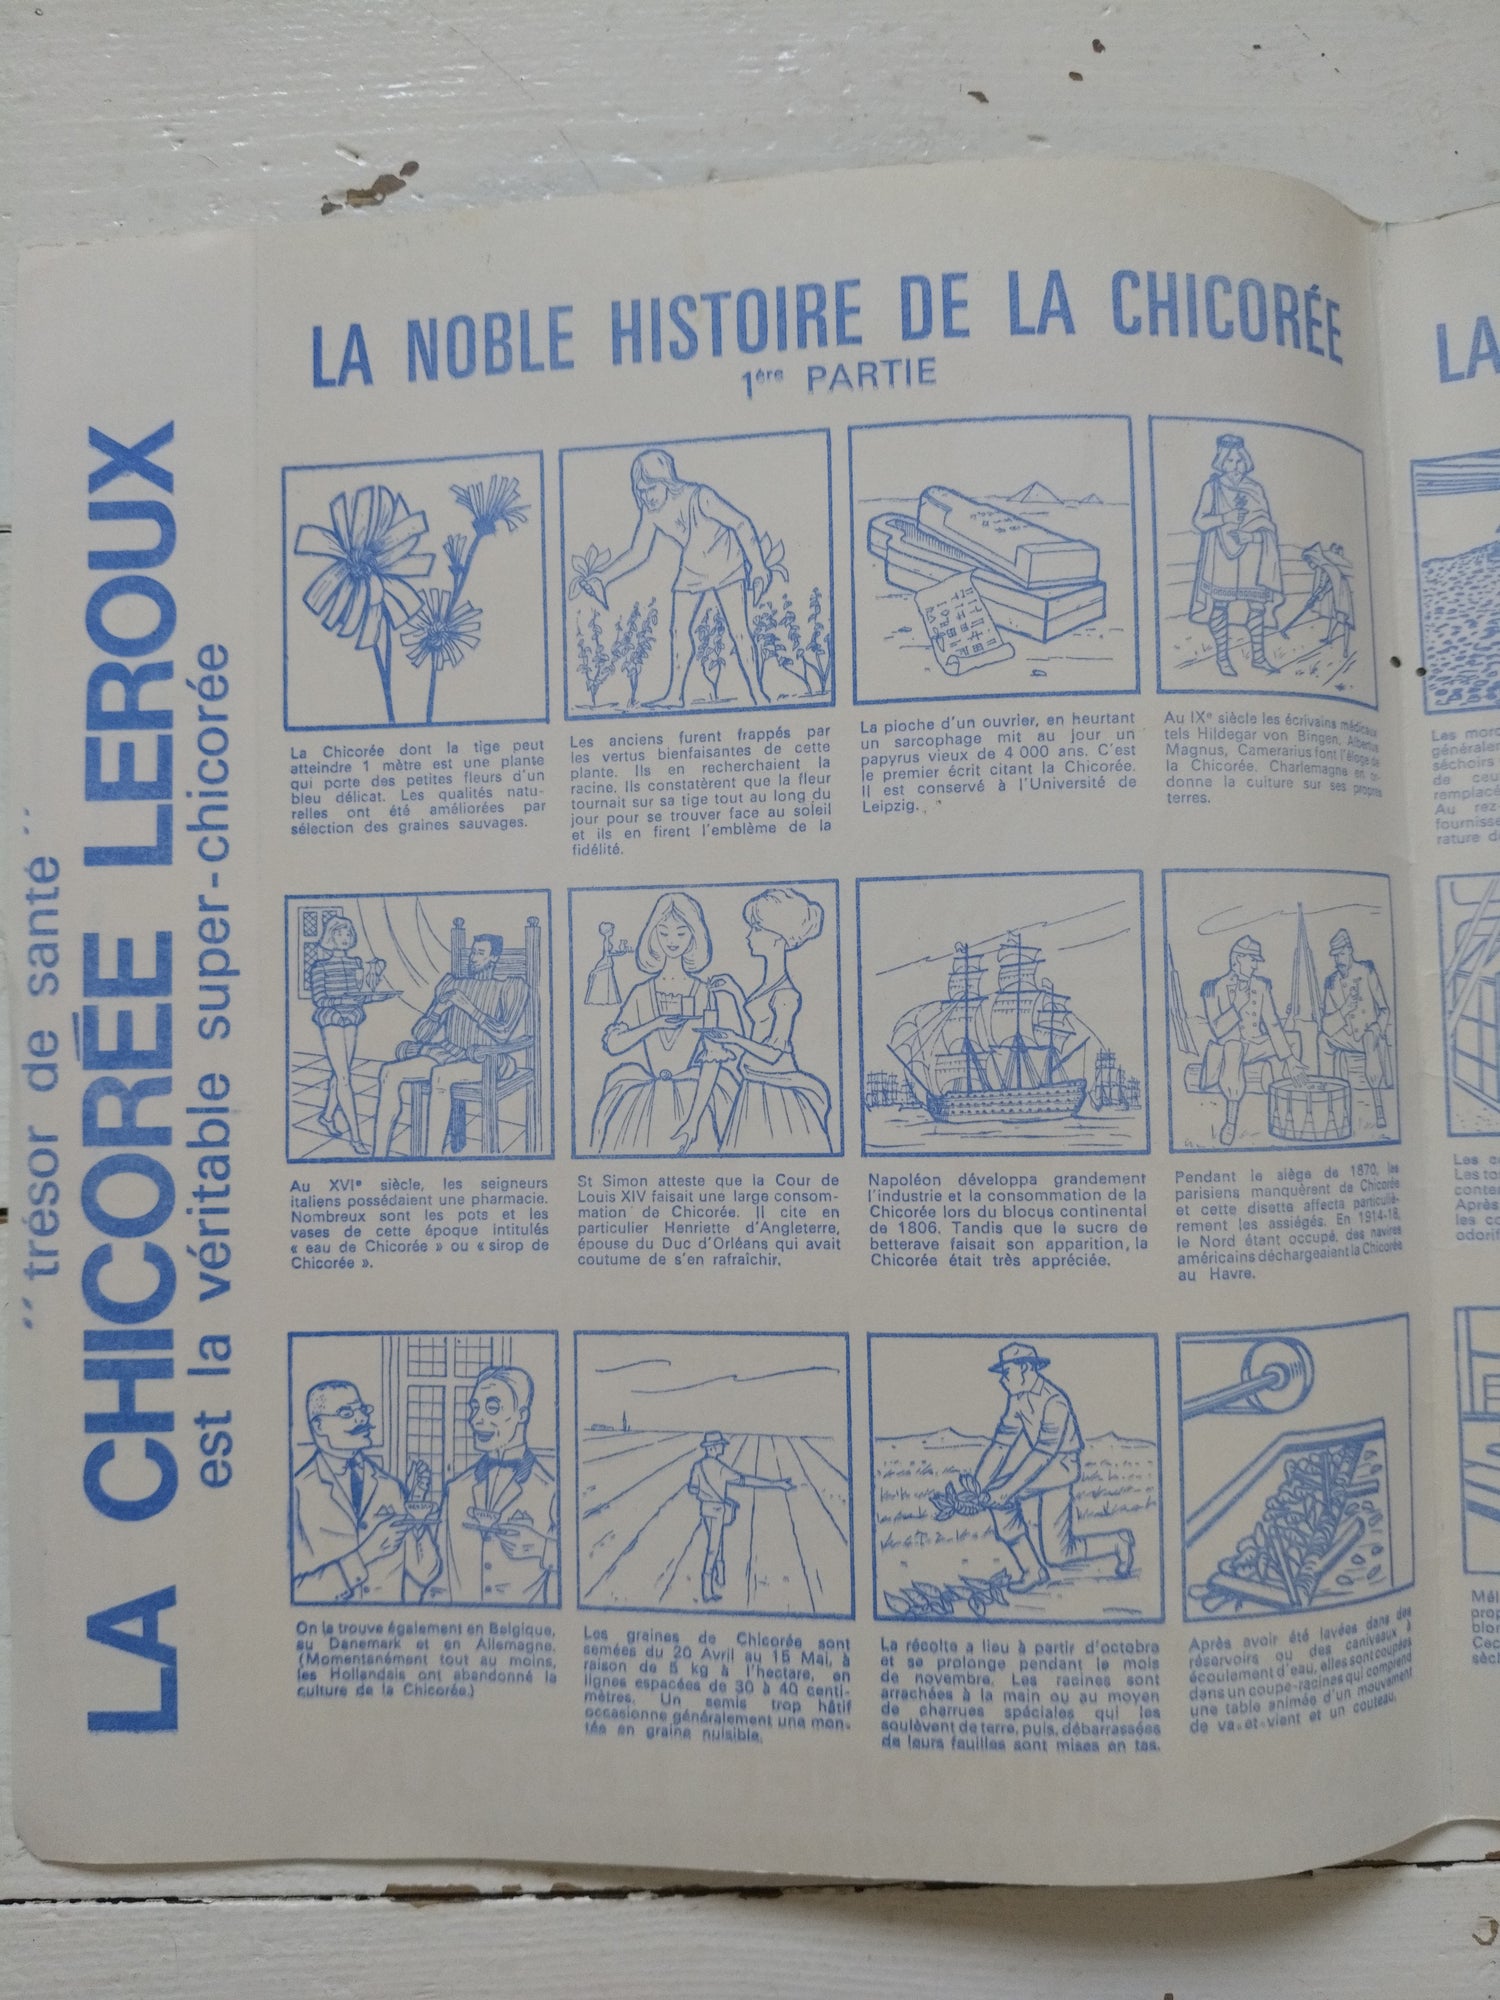 " trésor de santé "
LA CHICORÉE LEROUX
est la véritable super-chicorée
LA NOBLE HISTOIRE DE LA CHICORÉE
1ère PARTIE
La Chicorée dont la tige peut
atteindre 1 mètre est une plante
qui porte des petites fleurs d'un
bleu délicat. Les qualités natu-
relles ont été améliorées par
sélection des graines sauvages.
Les anciens furent frappés par
les vertus bienfaisantes de cette
plante. Ils en recherchaient la
racine. Ils constatèrent que la fleur
tournait sur sa tige tout au long du
jour pour se trouver face au soleil
et ils en firent l'emblème de la
fidélité.
La pioche d'un ouvrier, en heurtant
un sarcophage mit au jour un
papyrus vieux de 4 000 ans. C'est
le premier écrit citant la Chicorée.
Il est conservé à l'Université de
Leipzig.
Au IXe siècle les écrivains médicaux
tels Hildegar von Bingen, Albertus
Magnus, Camerarius font l'éloge de
la Chicorée. Charlemagne en or-
donne la culture sur ses propres
terres.
Au XVIe siècle, les seigneurs
italiens possédaient une pharmacie.
Nombreux sont les pots et les
vases de cette époque intitulés
« eau de Chicorée » ou « sirop de
Chicorée ».
St Simon atteste que la Cour de
Louis XIV faisait une large consom-
mation de Chicorée. Il cite en
particulier Henriette d'Angleterre,
épouse du Duc d'Orléans qui avait
coutume de s'en rafraîchir.
Napoléon développa grandement
l'industrie et la consommation de la
Chicorée lors du blocus continental
de 1806. Tandis que le sucre de
betterave faisait son apparition, la
Chicorée était très appréciée.
Pendant le siège de 1870, les
parisiens manquèrent de Chicorée
et cette disette affecta particuliè-
rement les assiégés. En 1914-18,
le Nord étant occupé, des navires
américains déchargeaient la Chicorée
au Havre.
On la trouve également en Belgique,
au Danemark et en Allemagne.
(Momentanément tout au moins,
les Hollandais ont abandonné la
culture de la Chicorée.)
Les graines de Chicorée sont
semées du 20 Avril au 15 Mai, à
raison de 5 kg à l'hectare, en
lignes espacées de 30 à 40 centi-
mètres. Un semis trop hâtif
occasionne généralement une mon-
tée en graine nuisible.
La récolte a lieu à partir d'octobre
et se prolonge pendant le mois
de novembre. Les racines sont
arrachées à la main ou au moyen
de charrues spéciales qui les
soulèvent de terre, puis, débarrassées
de leurs feuilles sont mises en tas.
Après avoir été lavées dans des
réservoirs ou des caniveaux à
écoulement d'eau, elles sont coupées
dans un coupe-racines qui comprend
une table animée d'un mouvement
de va-et-vient et un couteau.
LA
Les
séchoirs
de
Au rez
Les
Après